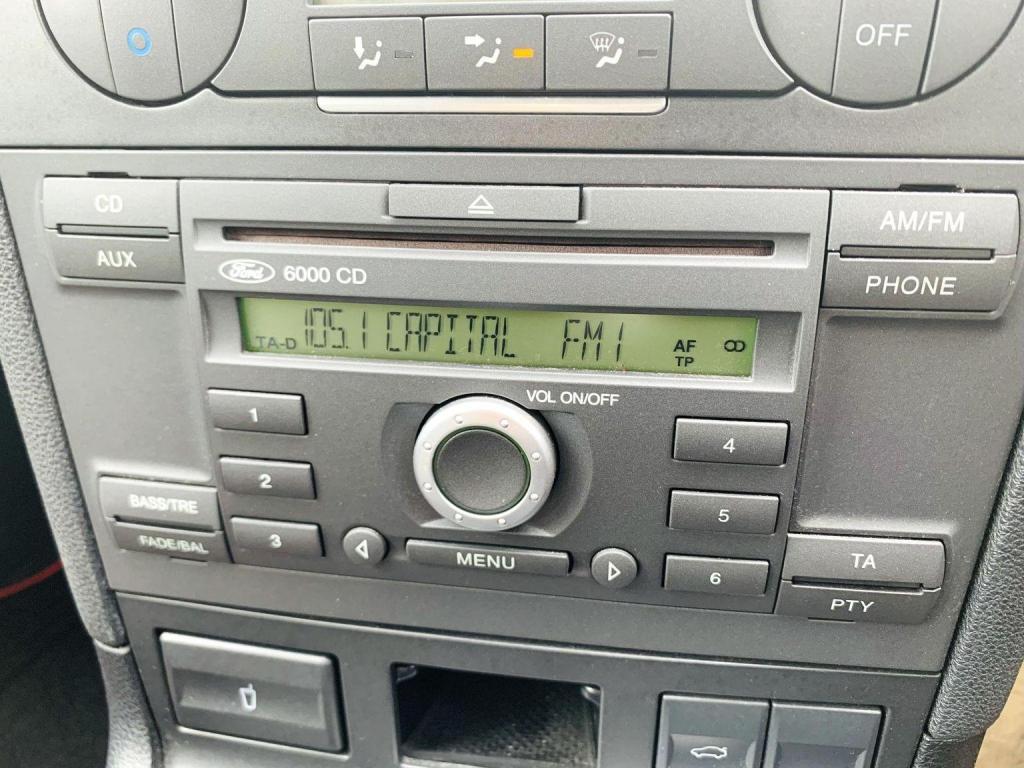 OFF
CD
AUX
AM/FM
PHONE
Ford 6000 CD
TA-D 105.1 CAPITAL FM1 AF TP
VOL ON/OFF
1
2
3
4
5
6
BASS/TRE
FADE/BAL
MENU
TA
PTY